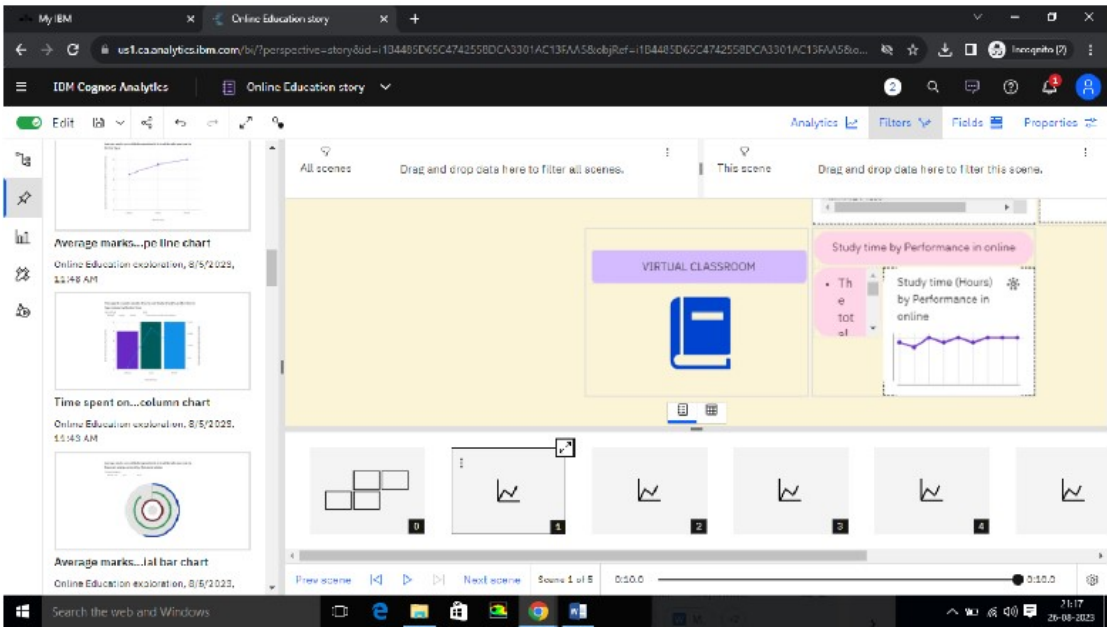 My IBM
Online Education story
us1.ca.analytics.ibm.com/bi/?perspective=story&id=i1B4485D65C4742558DCA3301AC13FAA5&objRef=i1B4485D65C4742558DCA3301AC13FAA5&o...
Incognito (2)
IBM Cognos Analytics
Online Education story
2
1
Edit
Analytics
Filters
Fields
Properties
All scenes
Drag and drop data here to filter all scenes.
This scene
Drag and drop data here to filter this scene.
Average marks...pe line chart
Online Education exploration, 8/5/2023,
11:48 AM
Time spent on...column chart
Online Education exploration, 8/5/2023,
11:43 AM
Average marks...ial bar chart
Online Education exploration, 8/5/2023,
VIRTUAL CLASSROOM
Study time by Performance in online
• Th
e
tot
al
Study time (Hours)
by Performance in
online
0
1
2
3
4
Prev scene
Next scene
Scene 1 of 5
0:10.0
0:10.0
Search the web and Windows
21:17
26-08-2023